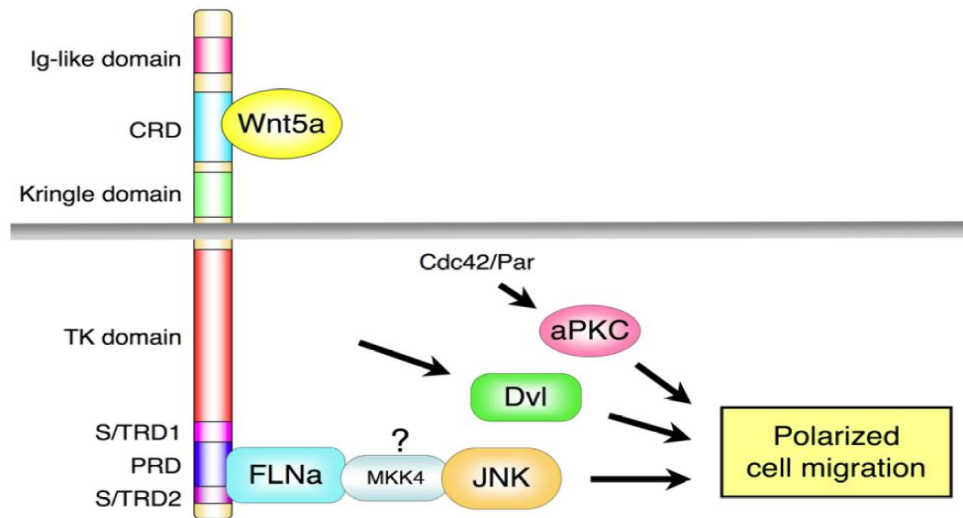 Ig-like domain
CRD
Wnt5a
Kringle domain
Cdc42/Par
aPKC
TK domain
Dvl
S/TRD1
PRD
S/TRD2
FLNa
?
MKK4
JNK
Polarized
cell migration